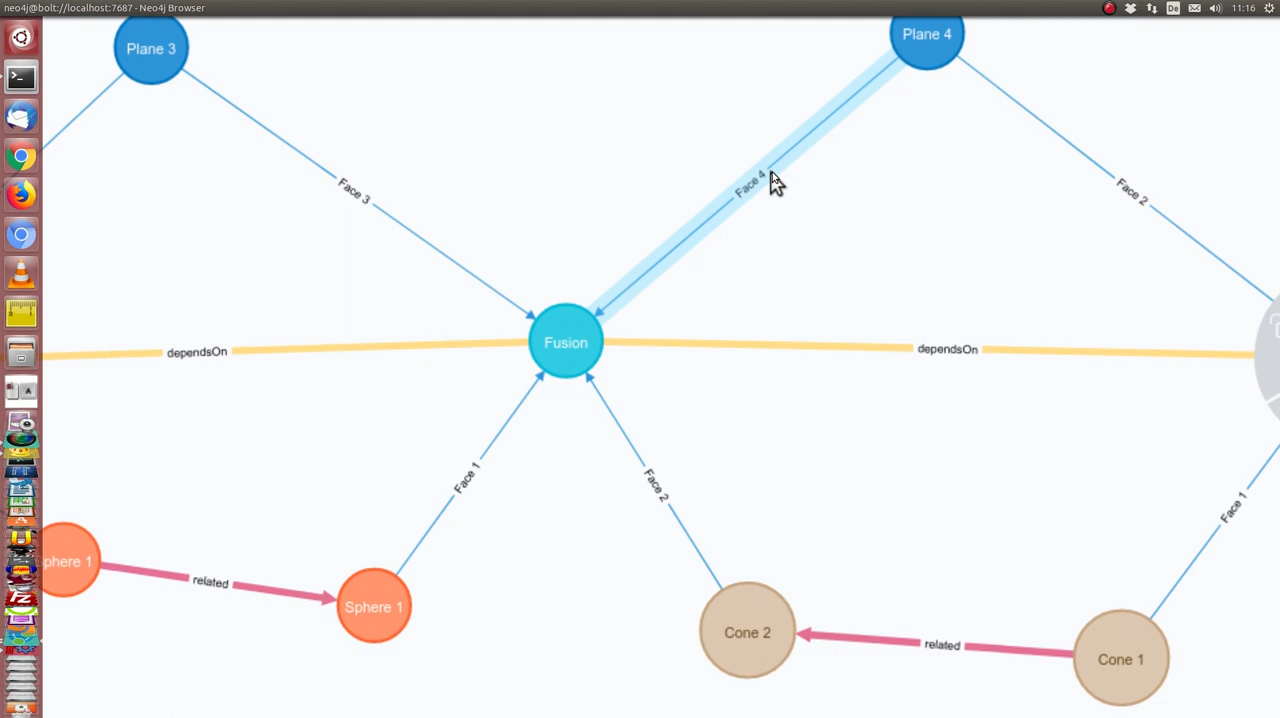 neo4j@bolt://localhost:7687 - Neo4j Browser
De
11:16
Plane 3
Plane 4
Face 3
Face 4
Face 2
Fusion
dependsOn
dependsOn
Face 1
Face 2
Face 1
phere 1
related
Sphere 1
Cone 2
related
Cone 1